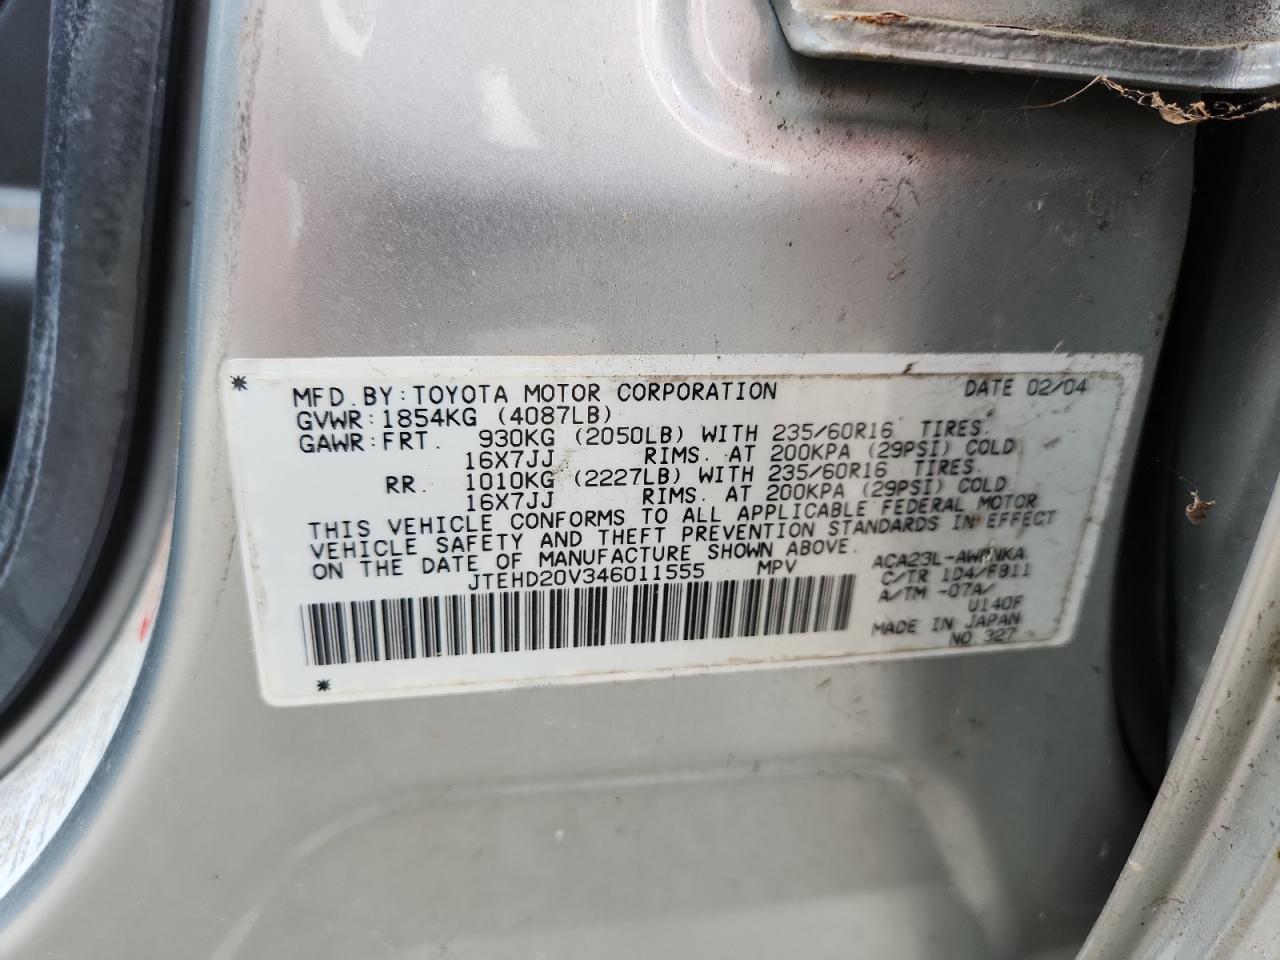 * MFD. BY: TOYOTA MOTOR CORPORATION DATE 02/04
GVWR: 1854KG (4087LB)
GAWR: FRT. 930KG (2050LB) WITH 235/60R16 TIRES.
16X7JJ RIMS. AT 200KPA (29PSI) COLD
RR. 1010KG (2227LB) WITH 235/60R16 TIRES.
16X7JJ RIMS. AT 200KPA (29PSI) COLD
THIS VEHICLE CONFORMS TO ALL APPLICABLE FEDERAL MOTOR
VEHICLE SAFETY AND THEFT PREVENTION STANDARDS IN EFFECT
ON THE DATE OF MANUFACTURE SHOWN ABOVE.
JTEHD20V346011555 MPV
C/TR 1D4/FB11
A/TM -07A/
U140F
MADE IN JAPAN
NO. 327
*